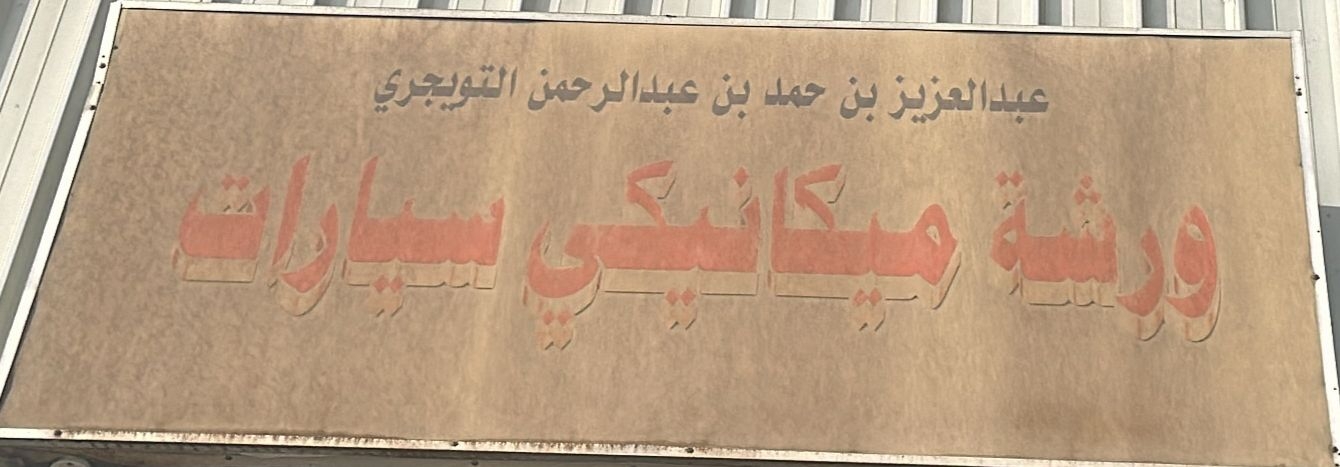 عبدالعزيز بن حمد بن عبدالرحمن التويجري
ورشة ميكانيكي سيارات